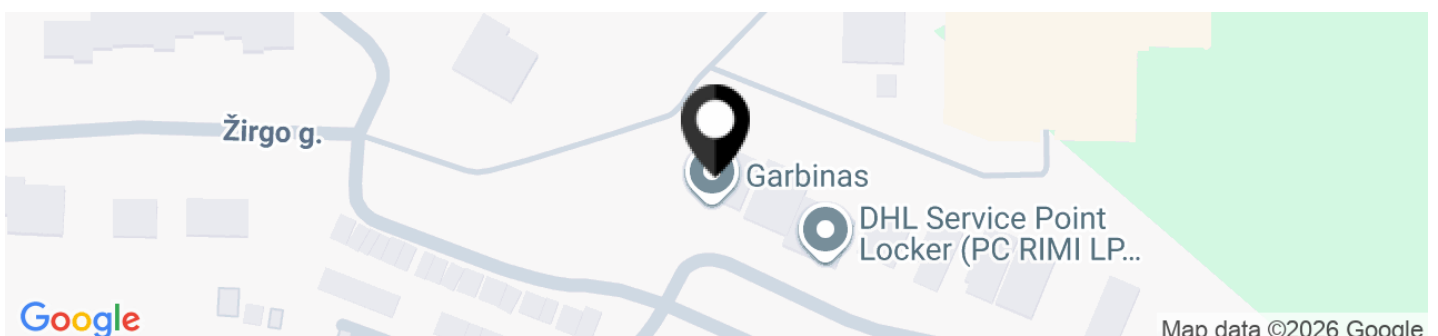 Žirgo g.
Garbinas
DHL Service Point
Locker (PC RIMI LP...
Google
Map data ©2026 Google